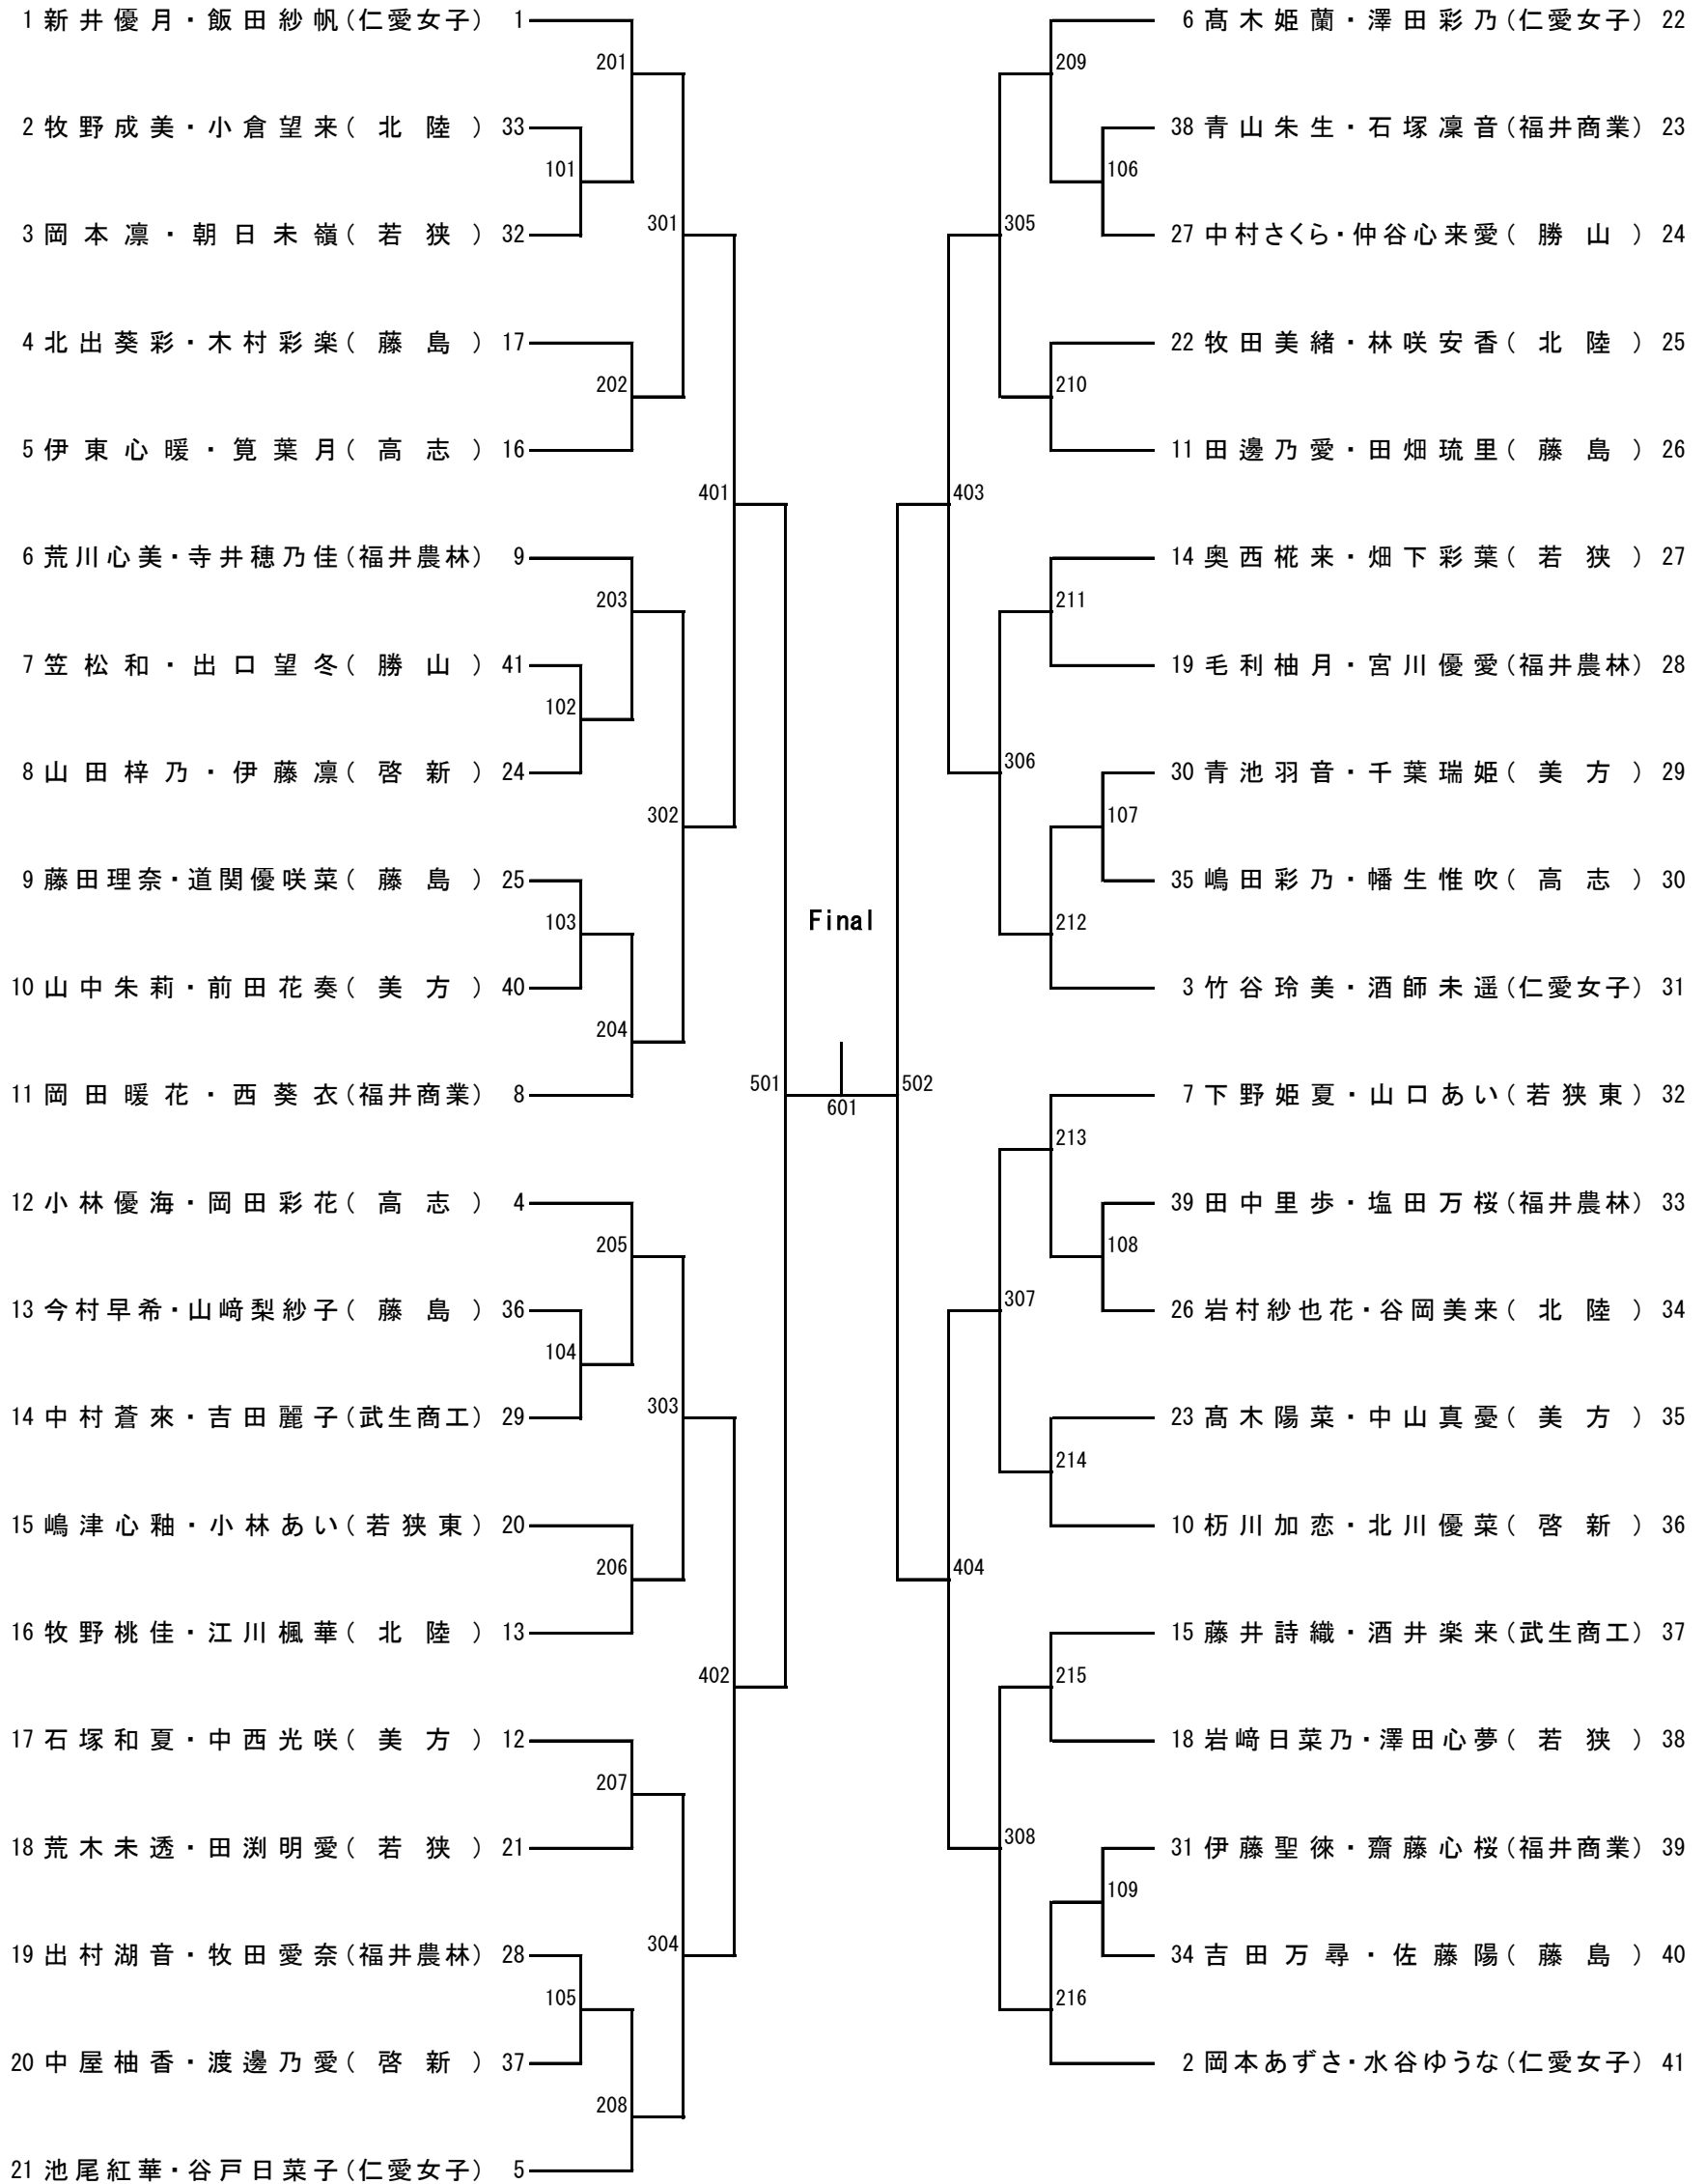 1 新井優月・飯田紗帆(仁愛女子) 1
201
2 牧野成美・小倉望来(北陸) 33
101
3 岡本凛・朝日未嶺(若狭) 32
301
4 北出葵彩・木村彩楽(藤島) 17
202
5 伊東心暖・筧葉月(高志) 16
401
6 荒川心美・寺井穂乃佳(福井農林) 9
203
7 笠松和・出口望冬(勝山) 41
102
8 山田梓乃・伊藤凛(啓新) 24
302
9 藤田理奈・道関優咲菜(藤島) 25
103
10 山中朱莉・前田花奏(美方) 40
204
11 岡田暖花・西葵衣(福井商業) 8
501
12 小林優海・岡田彩花(高志) 4
205
13 今村早希・山﨑梨紗子(藤島) 36
104
14 中村蒼來・吉田麗子(武生商工) 29
303
15 嶋津心釉・小林あい(若狭東) 20
206
16 牧野桃佳・江川楓華(北陸) 13
402
17 石塚和夏・中西光咲(美方) 12
207
18 荒木未透・田渕明愛(若狭) 21
304
19 出村湖音・牧田愛奈(福井農林) 28
105
20 中屋柚香・渡邊乃愛(啓新) 37
208
21 池尾紅華・谷戸日菜子(仁愛女子) 5
Final
601
6 髙木姫蘭・澤田彩乃(仁愛女子) 22
209
38 青山朱生・石塚凜音(福井商業) 23
106
27 中村さくら・仲谷心来愛(勝山) 24
305
22 牧田美緒・林咲安香(北陸) 25
210
11 田邊乃愛・田畑琉里(藤島) 26
403
14 奥西椛来・畑下彩葉(若狭) 27
211
19 毛利柚月・宮川優愛(福井農林) 28
306
30 青池羽音・千葉瑞姫(美方) 29
107
35 嶋田彩乃・幡生惟吹(高志) 30
212
3 竹谷玲美・酒師未遥(仁愛女子) 31
502
7 下野姫夏・山口あい(若狭東) 32
213
39 田中里歩・塩田万桜(福井農林) 33
108
26 岩村紗也花・谷岡美来(北陸) 34
307
23 髙木陽菜・中山真憂(美方) 35
214
10 杤川加恋・北川優菜(啓新) 36
404
15 藤井詩織・酒井楽来(武生商工) 37
215
18 岩﨑日菜乃・澤田心夢(若狭) 38
308
31 伊藤聖徠・齋藤心桜(福井商業) 39
109
34 吉田万尋・佐藤陽(藤島) 40
216
2 岡本あずさ・水谷ゆうな(仁愛女子) 41